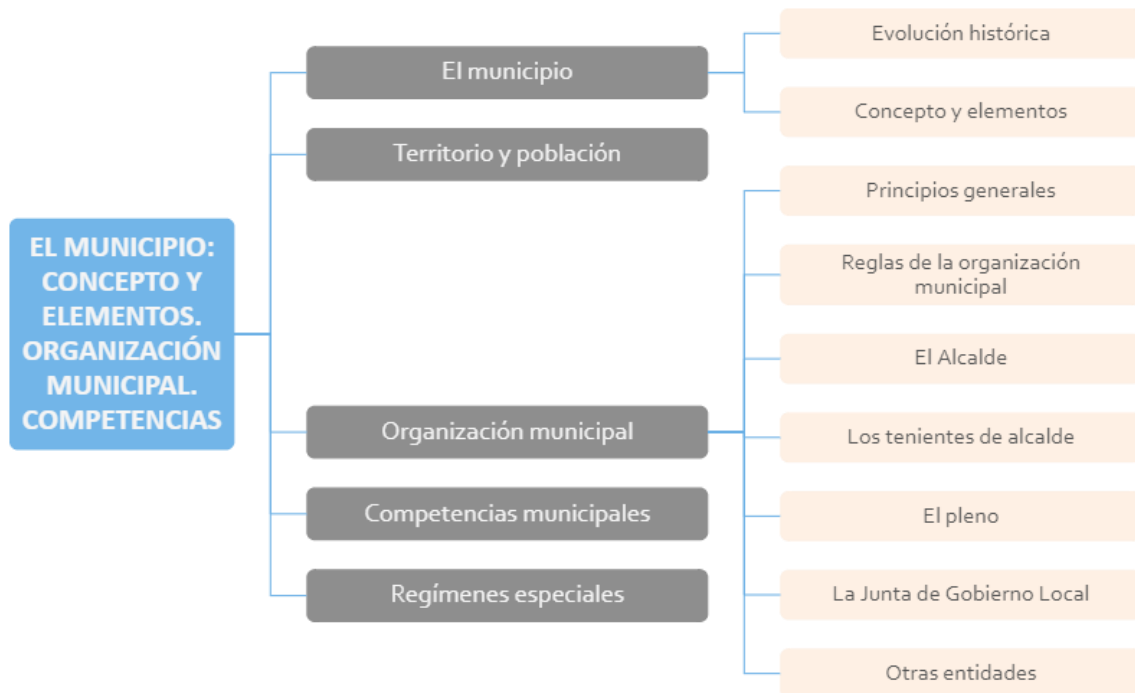 EL MUNICIPIO:
CONCEPTO Y
ELEMENTOS.
ORGANIZACIÓN
MUNICIPAL.
COMPETENCIAS
El municipio
Evolución histórica
Concepto y elementos
Territorio y población
Organización municipal
Principios generales
Reglas de la organización
municipal
El Alcalde
Los tenientes de alcalde
El pleno
La Junta de Gobierno Local
Otras entidades
Competencias municipales
Regímenes especiales